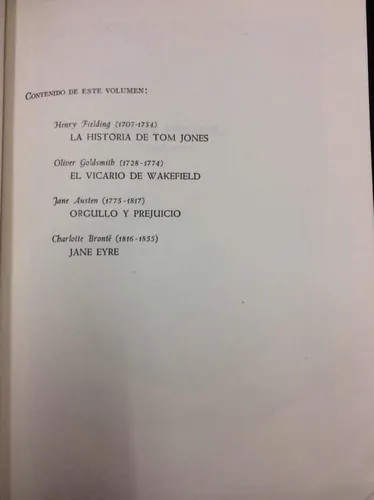 CONTENIDO DE ESTE VOLUMEN:
Henry Fielding (1707-1754)
LA HISTORIA DE TOM JONES
Oliver Goldsmith (1728-1774)
EL VICARIO DE WAKEFIELD
Jane Austen (1775-1817)
ORGULLO Y PREJUICIO
Charlotte Brontë (1816-1855)
JANE EYRE